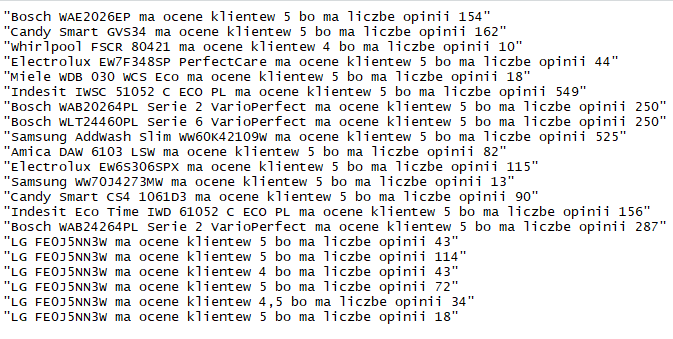 "Bosch WAE2026EP ma ocene klientew 5 bo ma liczbe opinii 154"
"Candy Smart GVS34 ma ocene klientew 5 bo ma liczbe opinii 162"
"Whirlpool FSCR 80421 ma ocene klientew 4 bo ma liczbe opinii 10"
"Electrolux EW7F348SP PerfectCare ma ocene klientew 5 bo ma liczbe opinii 44"
"Miele WDB 030 WCS Eco ma ocene klientew 5 bo ma liczbe opinii 18"
"Indesit IWSC 51052 C ECO PL ma ocene klientew 5 bo ma liczbe opinii 549"
"Bosch WAB20264PL Serie 2 VarioPerfect ma ocene klientew 5 bo ma liczbe opinii 250"
"Bosch WLT24460PL Serie 6 VarioPerfect ma ocene klientew 5 bo ma liczbe opinii 250"
"Samsung AddWash Slim WW60K42109W ma ocene klientew 5 bo ma liczbe opinii 525"
"Amica DAW 6103 LSW ma ocene klientew 5 bo ma liczbe opinii 82"
"Electrolux EW6S306SPX ma ocene klientew 5 bo ma liczbe opinii 115"
"Samsung WW70J4273MW ma ocene klientew 5 bo ma liczbe opinii 13"
"Candy Smart CS4 1061D3 ma ocene klientew 5 bo ma liczbe opinii 90"
"Indesit Eco Time IWD 61052 C ECO PL ma ocene klientew 5 bo ma liczbe opinii 156"
"Bosch WAB24264PL Serie 2 VarioPerfect ma ocene klientew 5 bo ma liczbe opinii 287"
"LG FE0J5NN3W ma ocene klientew 5 bo ma liczbe opinii 43"
"LG FE0J5NN3W ma ocene klientew 5 bo ma liczbe opinii 114"
"LG FE0J5NN3W ma ocene klientew 4 bo ma liczbe opinii 43"
"LG FE0J5NN3W ma ocene klientew 5 bo ma liczbe opinii 72"
"LG FE0J5NN3W ma ocene klientew 4,5 bo ma liczbe opinii 34"
"LG FE0J5NN3W ma ocene klientew 5 bo ma liczbe opinii 18"